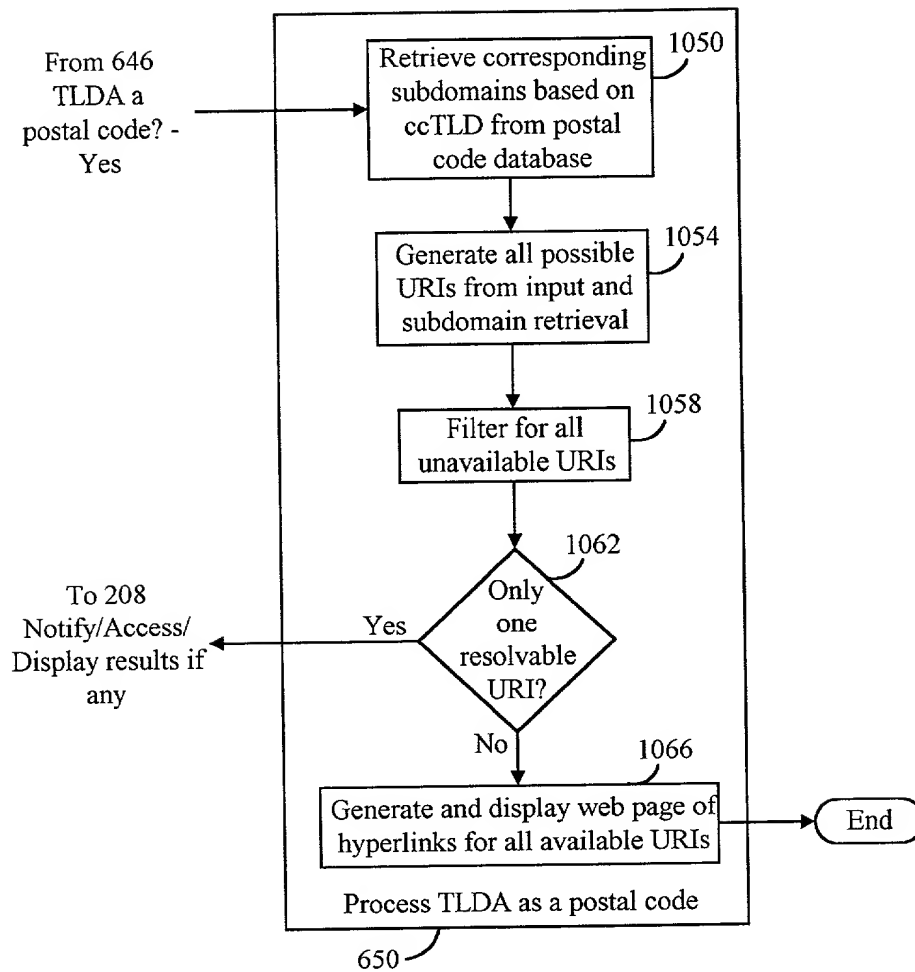 From 646
TLDA a
postal code? -
Yes
Retrieve corresponding
subdomains based on
ccTLD from postal
code database
1050
Generate all possible
URIs from input and
subdomain retrieval
1054
Filter for all
unavailable URIs
1058
Only
one
resolvable
URI?
1062
Yes
To 208
Notify/Access/
Display results if
any
No
1066
Generate and display web page of
hyperlinks for all available URIs
End
Process TLDA as a postal code
650